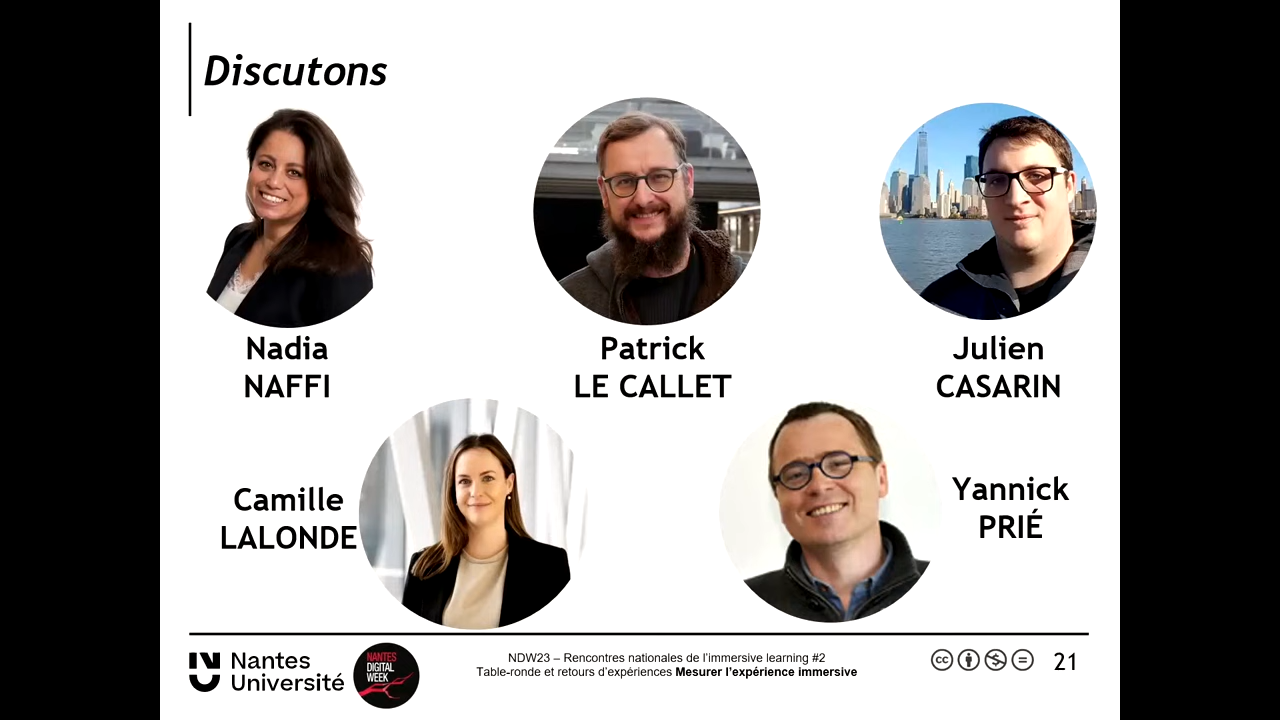 Discutons
Nadia
NAFFI
Patrick
LE CALLET
Julien
CASARIN
Camille
LALONDE
Yannick
PRIÉ
Nantes
Université
NANTES
DIGITAL
WEEK
NDW23 – Rencontres nationales de l’immersive learning #2
Table-ronde et retours d’expériences Mesurer l’expérience immersive
cc
21